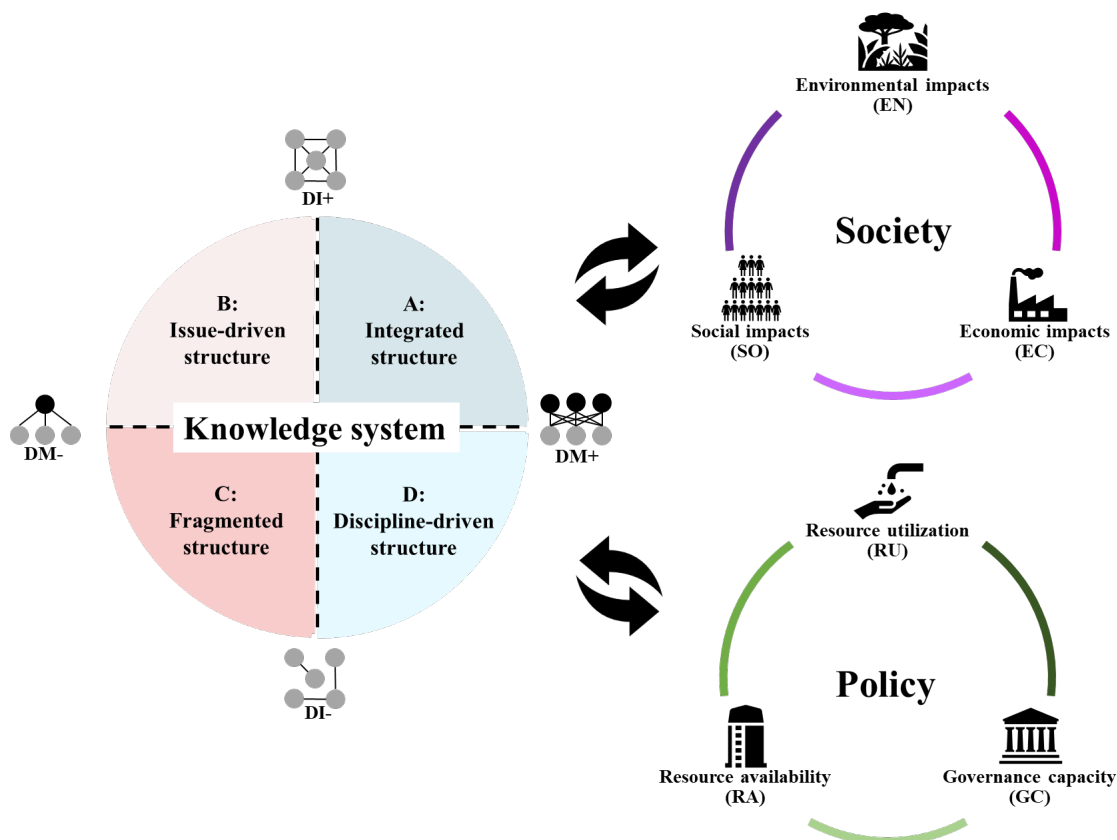 DI+
B:
Issue-driven
structure
A:
Integrated
structure
DM-
Knowledge system
DM+
C:
Fragmented
structure
D:
Discipline-driven
structure
DI-
Environmental impacts
(EN)
Society
Social impacts
(SO)
Economic impacts
(EC)
Resource utilization
(RU)
Policy
Resource availability
(RA)
Governance capacity
(GC)